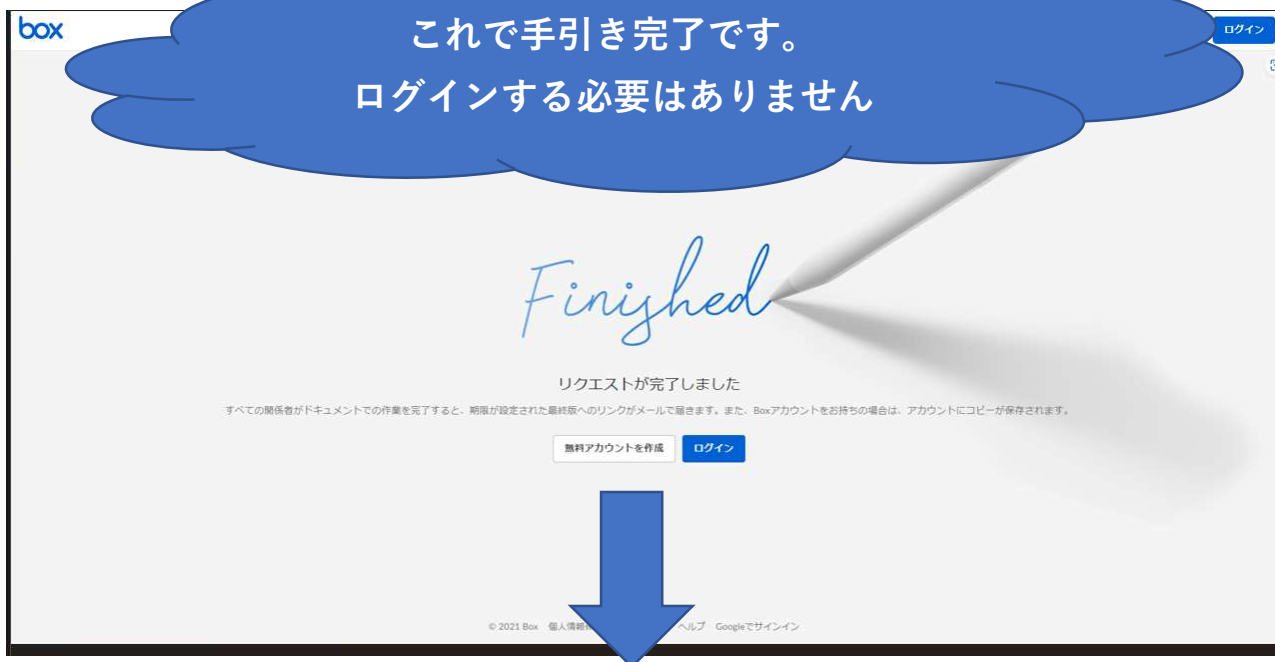 box
これで手引き完了です。
ログイン
ログインする必要はありません
Finished
リクエストが完了しました
すべての関係者がドキュメントでの作業を完了すると、期限が設定された最終版へのリンクがメールで届きます。また、Boxアカウントをお持ちの場合は、アカウントにコピーが保存されます。
無料アカウントを作成 ログイン
© 2021 Box 個人情報 ヘルプ Googleでサインイン